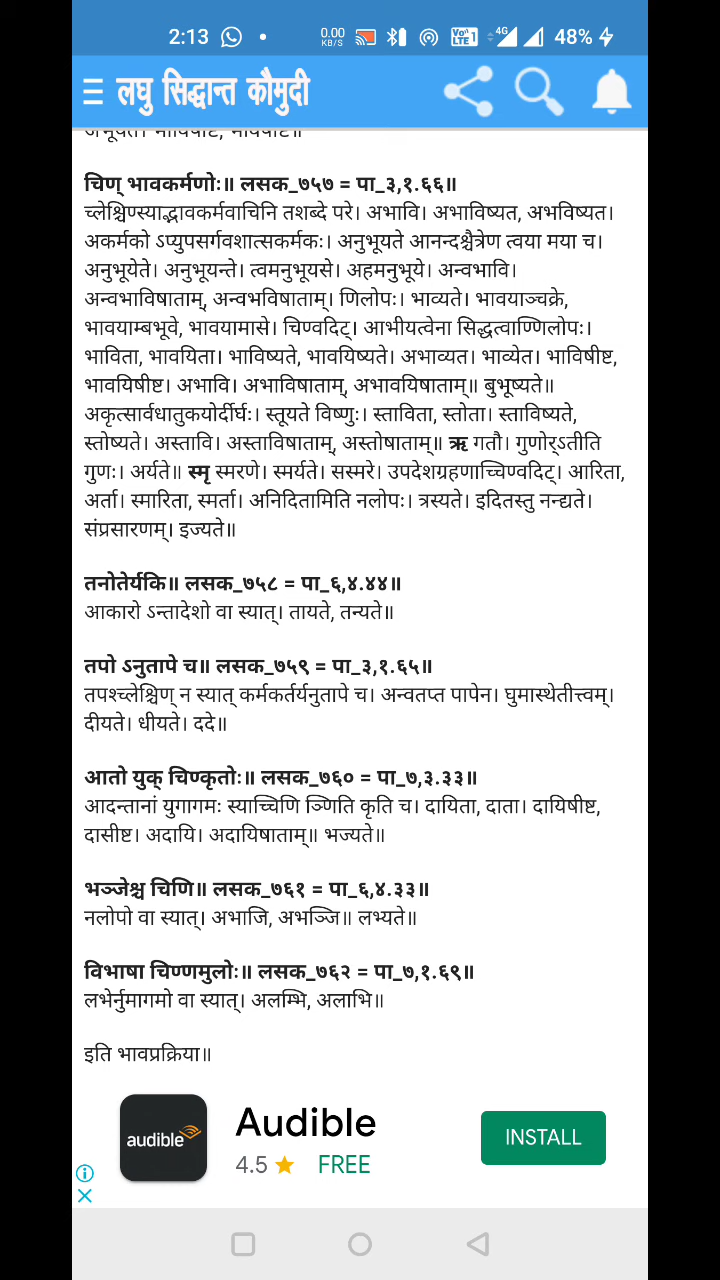 2:13
0.00
KB/S
Vo))
LTE 1
4G
48%
लघु सिद्धान्त कौमुदी
चिण् भावकर्मणोः॥ लसक_७५७ = पा_३,१.६६॥
च्लेश्चिण्स्याद्भावकर्मवाचिनि तशब्दे परे। अभावि। अभाविष्यत, अभविष्यत।
अकर्मको ऽप्युपसर्गवशात्सकर्मकः। अनुभूयते आनन्दश्चैत्रेण त्वया मया च।
अनुभूयेते। अनुभूयन्ते। त्वमनुभूयसे। अहमनुभूये। अन्वभावि।
अन्वभाविषाताम्, अन्वभविषाताम्। णिलोपः। भाव्यते। भावयाञ्चक्रे,
भावयाम्बभूवे, भावयामासे। चिण्वदिट्। आभीयत्वेना सिद्धत्वाण्णिलोपः।
भाविता, भावयिता। भाविष्यते, भावयिष्यते। अभाव्यत। भाव्येत। भाविषीष्ट,
भावयिषीष्ट। अभावि। अभाविषाताम्, अभावयिषाताम्॥ बुभूष्यते॥
अकृत्सार्वधातुकयोर्दीर्घः। स्तूयते विष्णुः। स्ताविता, स्तोता। स्ताविष्यते,
स्तोष्यते। अस्तावि। अस्ताविषाताम्, अस्तोषाताम्॥ ऋ गतौ। गुणोर्ऽतीति
गुणः। अर्यते॥ स्मृ स्मरणे। स्मर्यते। सस्मरे। उपदेशग्रहणाच्चिण्वदिट्। आरिता,
अर्ता। स्मारिता, स्मर्ता। अनिदितामिति नलोपः। त्रस्यते। इदितस्तु नन्द्यते।
संप्रसारणम्। इज्यते॥
तनोतेर्यकि॥ लसक_७५८ = पा_६,४.४४॥
आकारो ऽन्तादेशो वा स्यात्। तायते, तन्यते॥
तपो ऽनुतापे च॥ लसक_७५९ = पा_३,१.६५॥
तपश्च्लेश्चिण् न स्यात् कर्मकर्तर्यनुतापे च। अन्वतप्त पापेन। घुमास्थेतीत्त्वम्।
दीयते। धीयते। ददे॥
आतो युक् चिण्कृतोः॥ लसक_७६० = पा_७,३.३३॥
आदन्तानां युगागमः स्याच्चिणि ञ्णिति कृति च। दायिता, दाता। दायिषीष्ट,
दासीष्ट। अदायि। अदायिषाताम्॥ भज्यते॥
भञ्जेश्च चिणि॥ लसक_७६१ = पा_६,४.३३॥
नलोपो वा स्यात्। अभाजि, अभञ्जि॥ लभ्यते॥
विभाषा चिण्णमुलोः॥ लसक_७६२ = पा_७,१.६९॥
लभेर्नुमागमो वा स्यात्। अलम्भि, अलाभि॥
इति भावप्रक्रिया॥
audible
Audible
4.5 ★ FREE
INSTALL